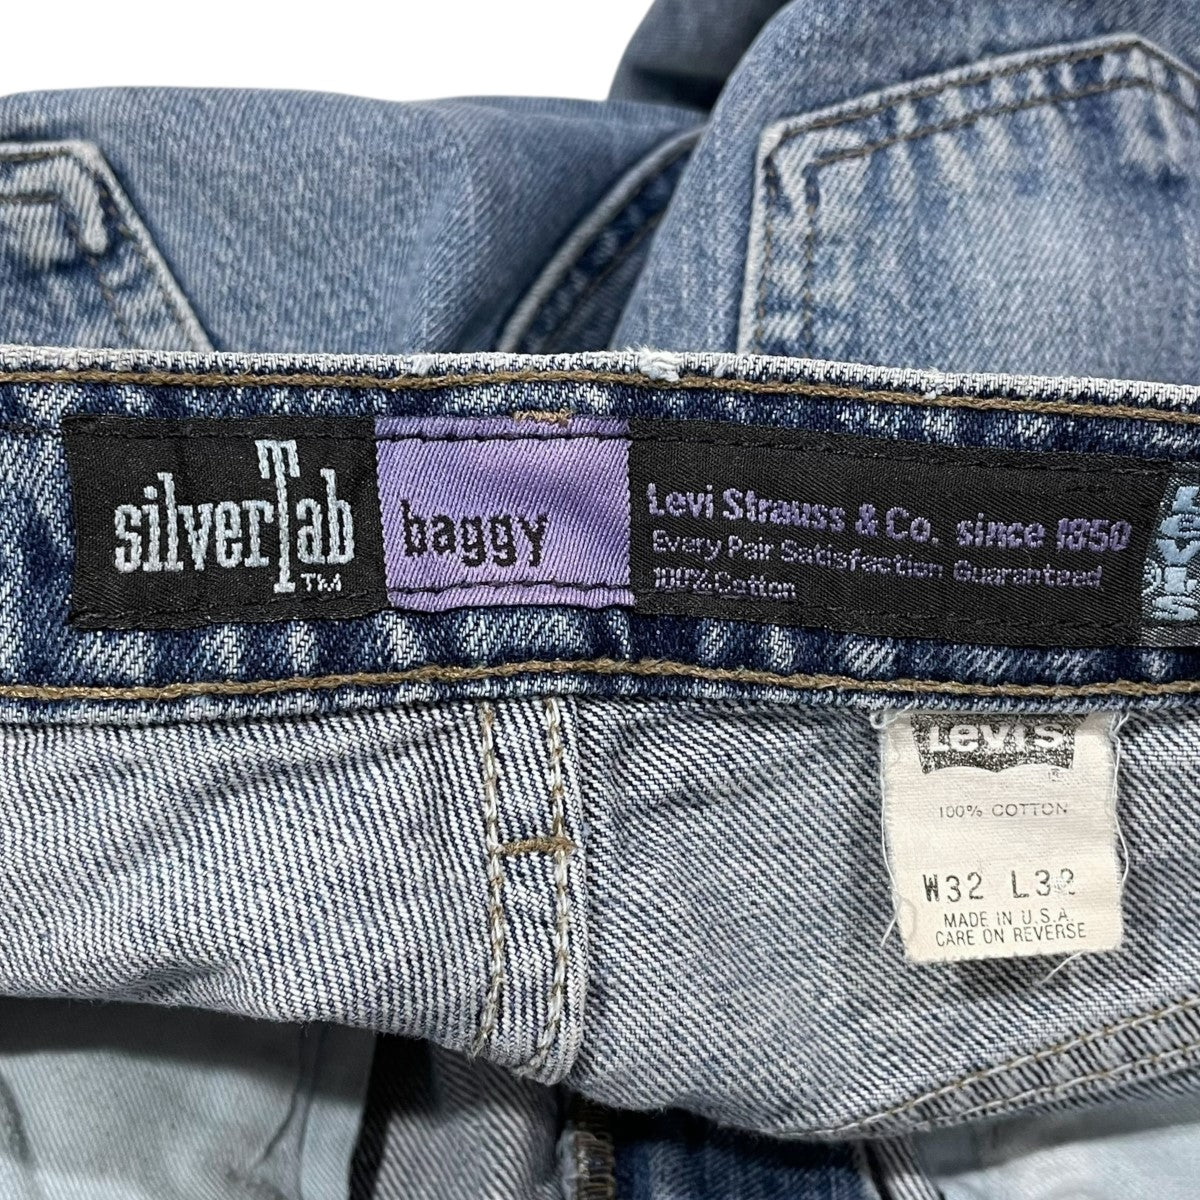 silverTab
TM
baggy
Levi Strauss & Co. since 1850
Every Pair Satisfaction Guaranteed
100% Cotton
LEVI'S
Levi's
®
100% COTTON
W32 L32
MADE IN U.S.A.
CARE ON REVERSE